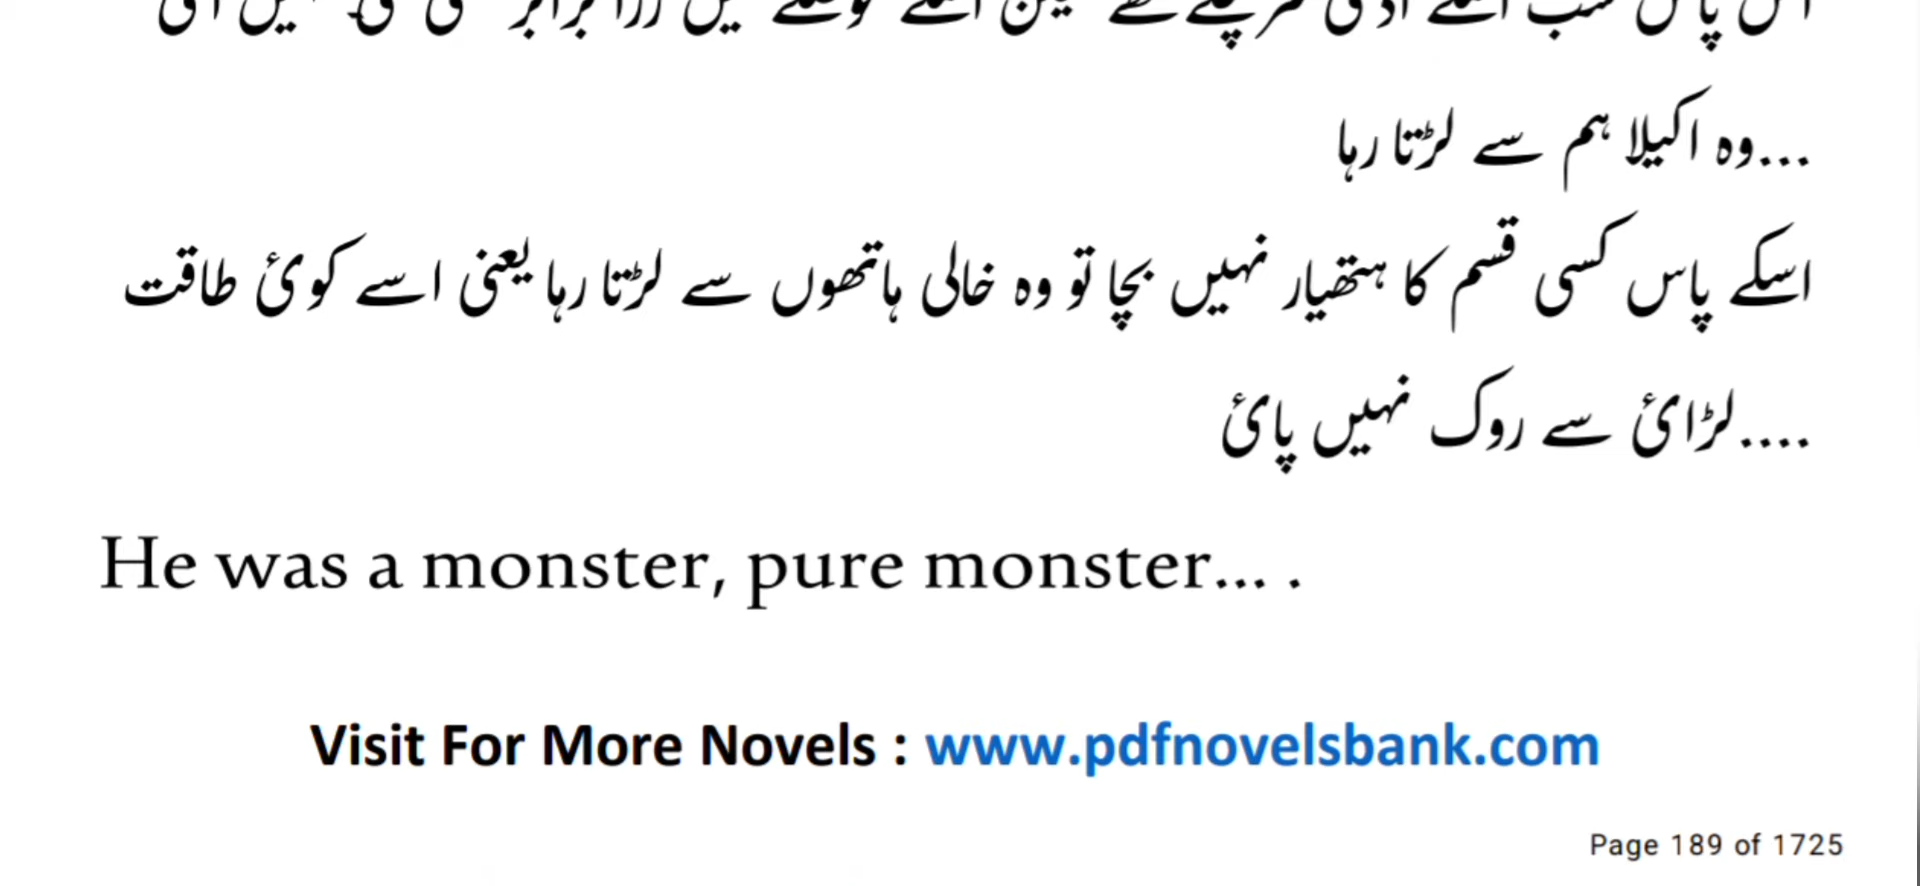 ...وہ اکیلا ہم سے لڑتا رہا
اسکے پاس کسی قسم کا ہتھیار نہیں بچا تو وہ خالی ہاتھوں سے لڑتا رہا یعنی اسے کوئ طاقت
....لڑائ سے روک نہیں پائ
He was a monster, pure monster... .
Visit For More Novels : www.pdfnovelsbank.com
Page 189 of 1725